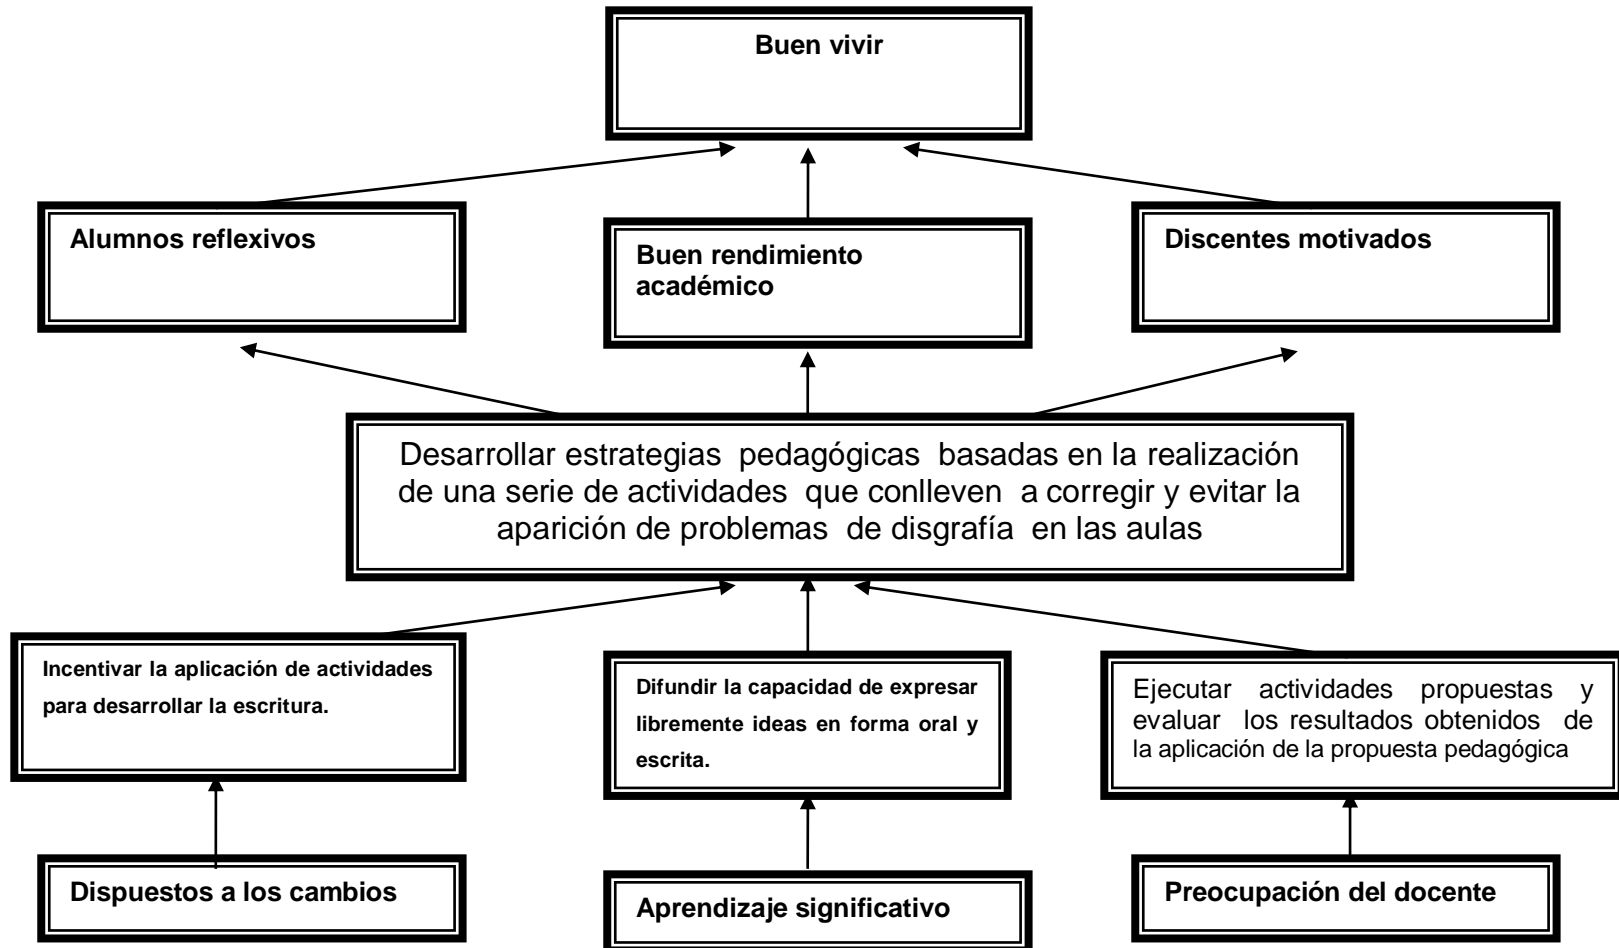 Buen vivir
Alumnos reflexivos
Buen rendimiento
académico
Discentes motivados
Desarrollar estrategias pedagógicas basadas en la realización
de una serie de actividades que conlleven a corregir y evitar la
aparición de problemas de disgrafía en las aulas
Incentivar la aplicación de actividades
para desarrollar la escritura.
Difundir la capacidad de expresar
libremente ideas en forma oral y
escrita.
Ejecutar actividades propuestas y
evaluar los resultados obtenidos de
la aplicación de la propuesta pedagógica
Dispuestos a los cambios
Aprendizaje significativo
Preocupación del docente